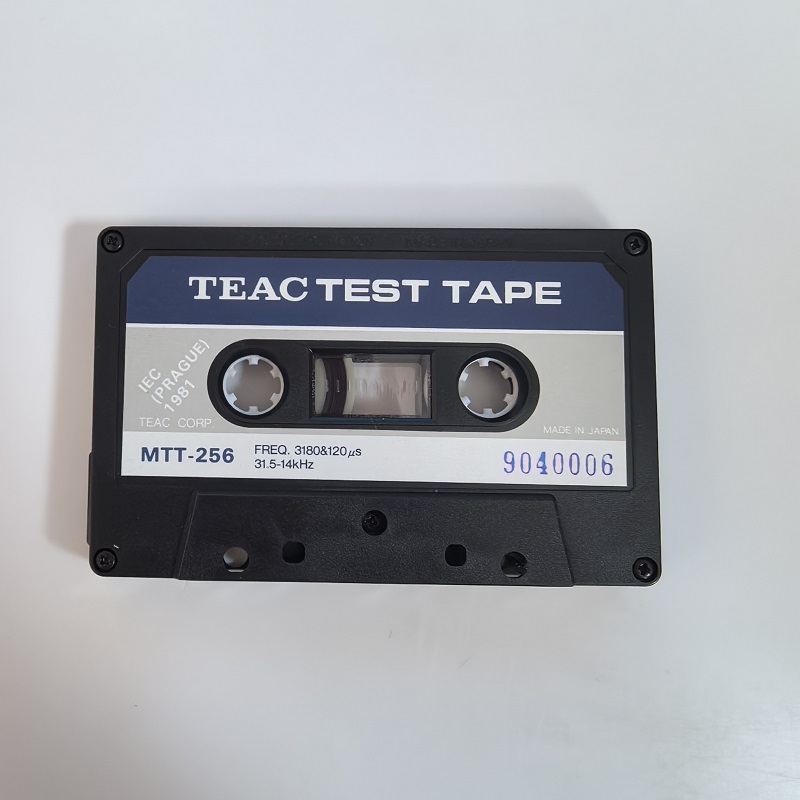 TEAC TEST TAPE
IEC
(PRAGUE)
1981
TEAC CORP
MADE IN JAPAN
MTT-256
FREQ. 3180&120μs
31.5-14kHz
9040006